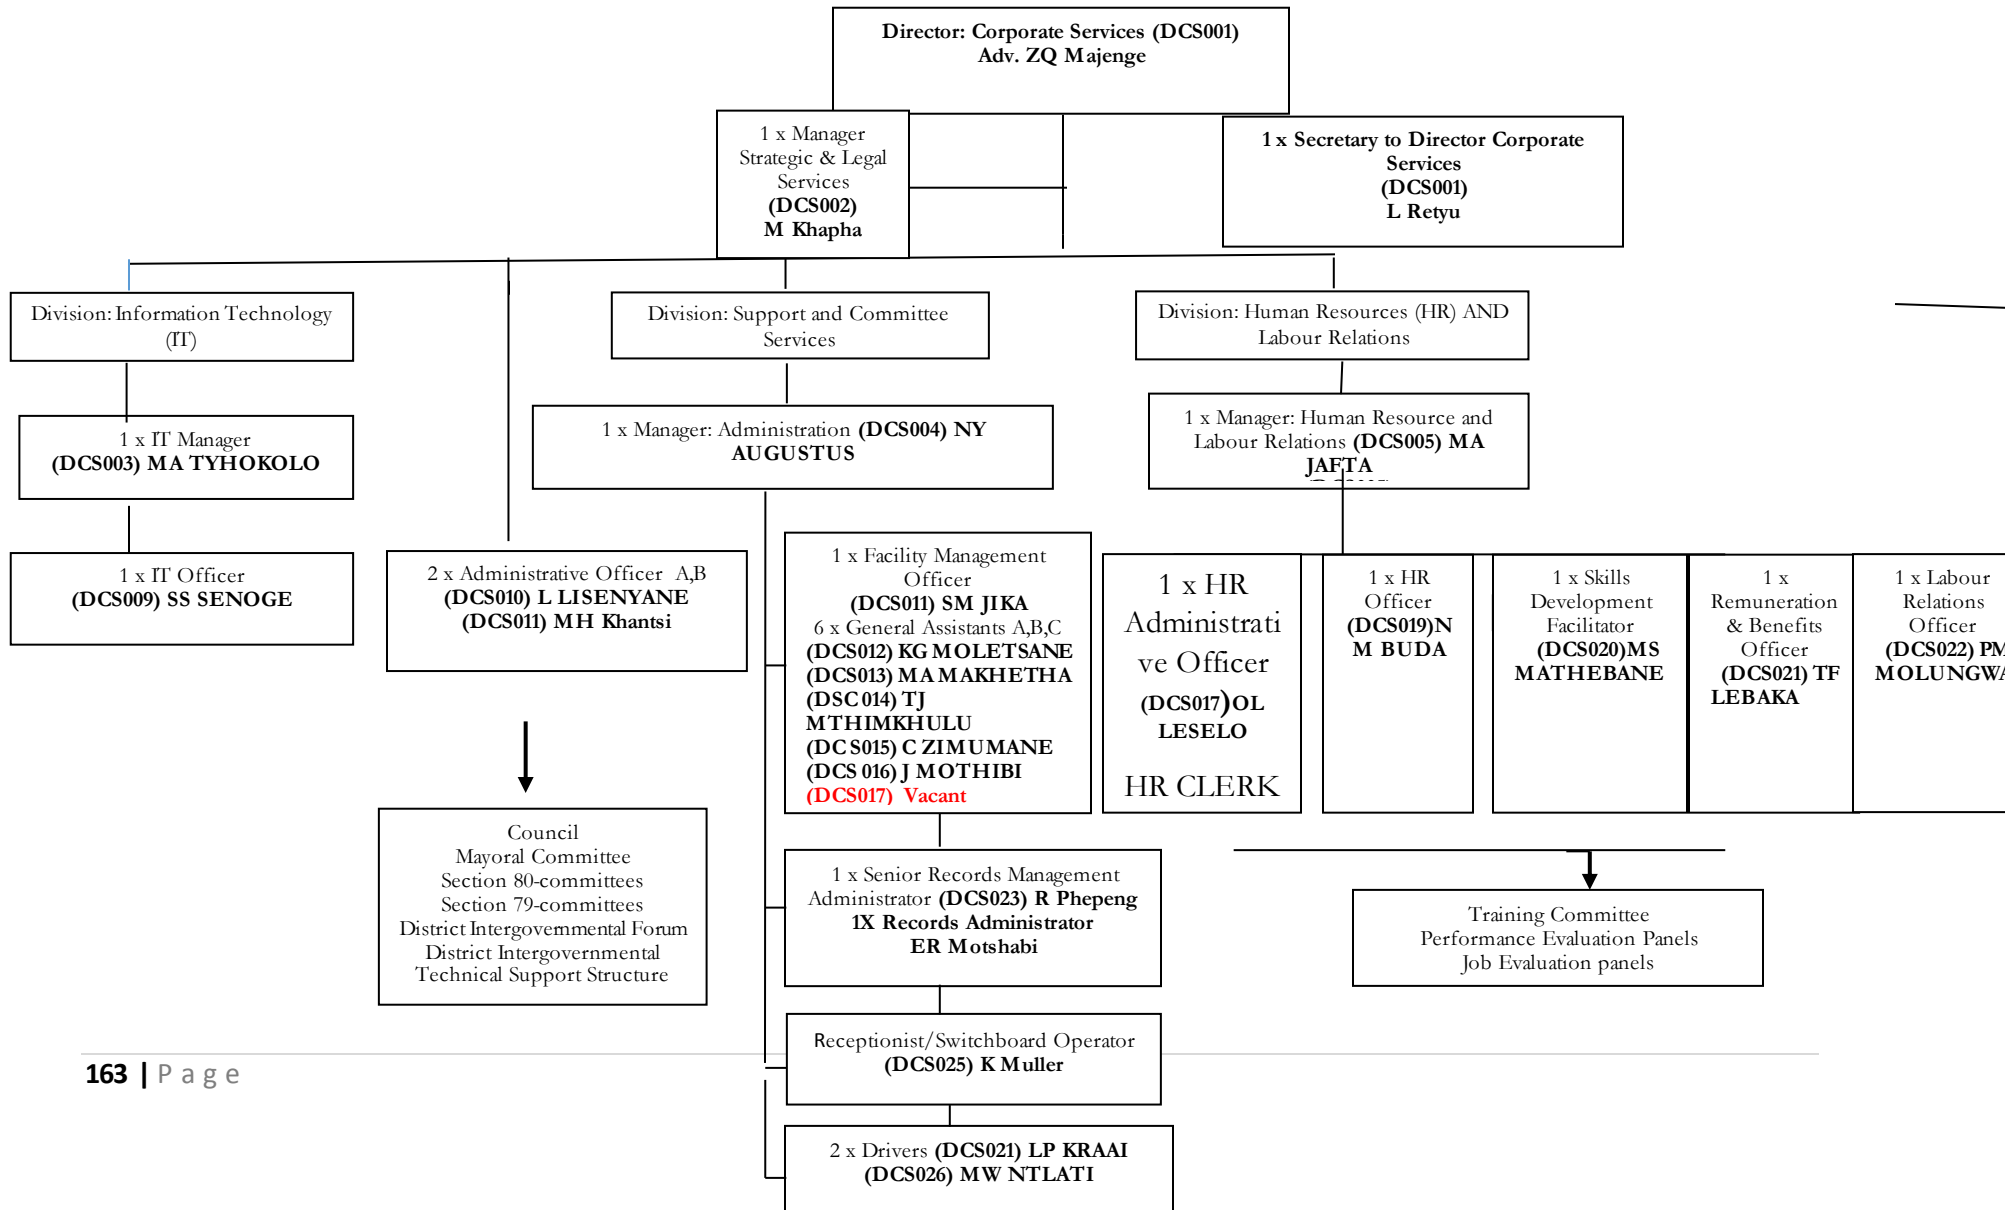 Director: Corporate Services (DCS001)
Adv. ZQ Majenge
1 x Manager
Strategic & Legal
Services
(DCS002)
M Khapha
1 x Secretary to Director Corporate
Services
(DCS001)
L Retyu
Division: Information Technology
(IT)
Division: Support and Committee
Services
Division: Human Resources (HR) AND
Labour Relations
1 x IT Manager
(DCS003) MA TYHOKOLO
1 x Manager: Administration (DCS004) NY
AUGUSTUS
1 x Manager: Human Resource and
Labour Relations (DCS005) MA
JAFTA
1 x IT Officer
(DCS009) SS SENOGE
2 x Administrative Officer A,B
(DCS010) L LISENYANE
(DCS011) MH Khantsi
1 x Facility Management
Officer
(DCS011) SM JIKA
6 x General Assistants A,B,C
(DCS012) KG MOLETSANE
(DCS013) MA MAKHETHA
(DSC 014) TJ
MTHIMKHULU
(DCS015) C ZIMUMANE
(DCS 016) J MOTHIBI
(DCS017) Vacant
1 x HR
Administrati
ve Officer
(DCS017)OL
LESELO
HR CLERK
1 x HR
Officer
(DCS019)N
M BUDA
1 x Skills
Development
Facilitator
(DCS020)MS
MATHEBANE
1 x
Remuneration
& Benefits
Officer
(DCS021) TF
LEBAKA
1 x Labour
Relations
Officer
(DCS022) PM
MOLUNGWA
Council
Mayoral Committee
Section 80-committees
Section 79-committees
District Intergovernmental Forum
District Intergovernmental
Technical Support Structure
1 x Senior Records Management
Administrator (DCS023) R Phepeng
1X Records Administrator
ER Motshabi
Training Committee
Performance Evaluation Panels
Job Evaluation panels
Receptionist/Switchboard Operator
(DCS025) K Muller
2 x Drivers (DCS021) LP KRAAI
(DCS026) MW NTLATI
163 | Page